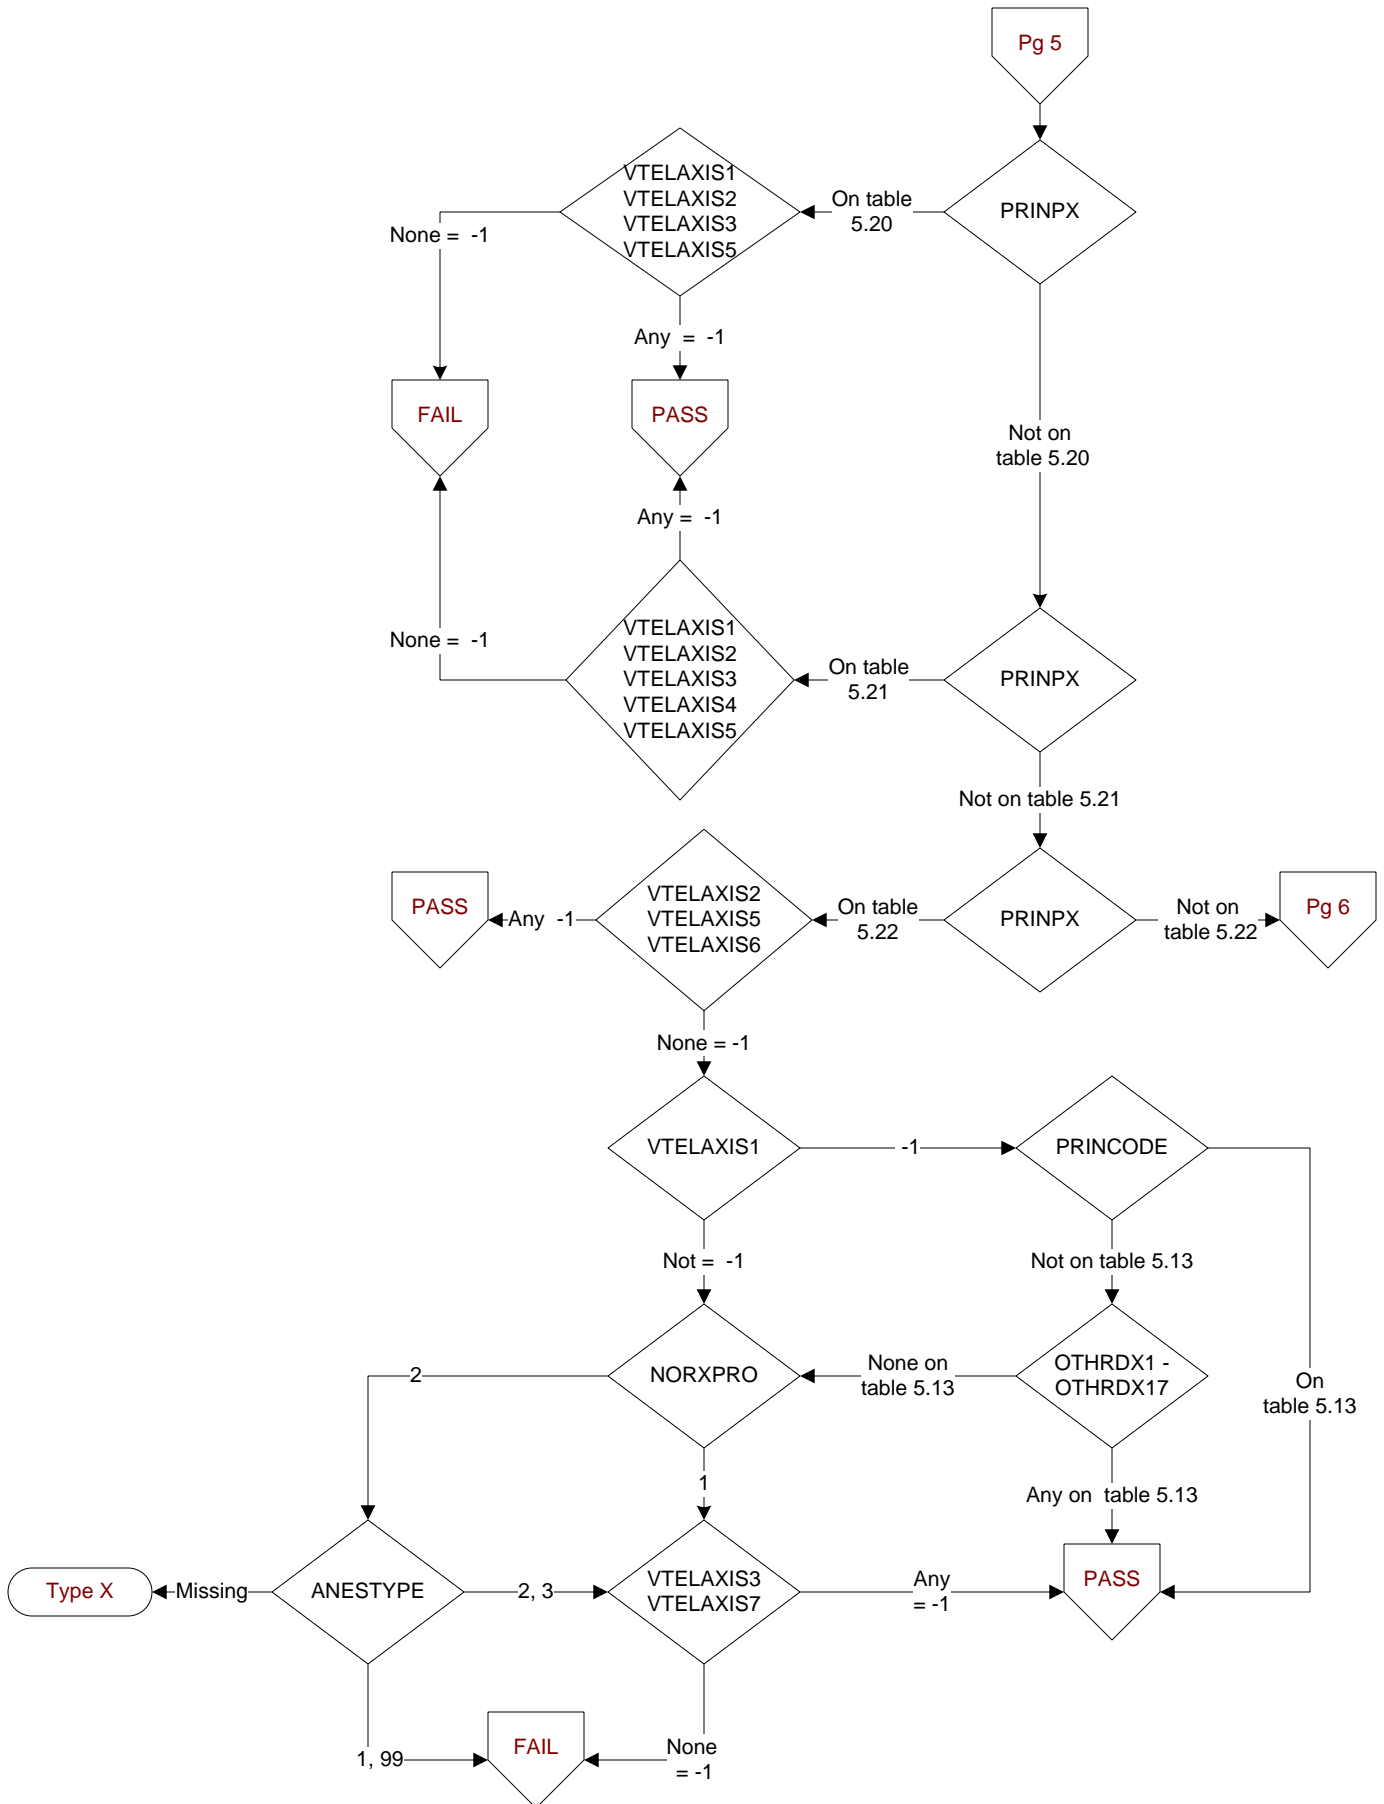 Pg 5
VTELAXIS1
VTELAXIS2
VTELAXIS3
VTELAXIS5
On table
5.20
PRINPX
None =  -1
Any  =  -1
FAIL
PASS
Not on
table 5.20
Any =  -1
None =  -1
VTELAXIS1
VTELAXIS2
VTELAXIS3
VTELAXIS4
VTELAXIS5
On table
5.21
PRINPX
Not on table 5.21
PASS
Any  -1
VTELAXIS2
VTELAXIS5
VTELAXIS6
On table
5.22
PRINPX
Not on
table 5.22
Pg 6
None = -1
VTELAXIS1
-1
PRINCODE
Not =  -1
Not on table 5.13
2
NORXPRO
None on
table 5.13
OTHRDX1 -
OTHRDX17
On
table 5.13
1
Any on  table 5.13
Type X
Missing
ANESTYPE
2, 3
VTELAXIS3
VTELAXIS7
Any
= -1
PASS
1, 99
FAIL
None
= -1